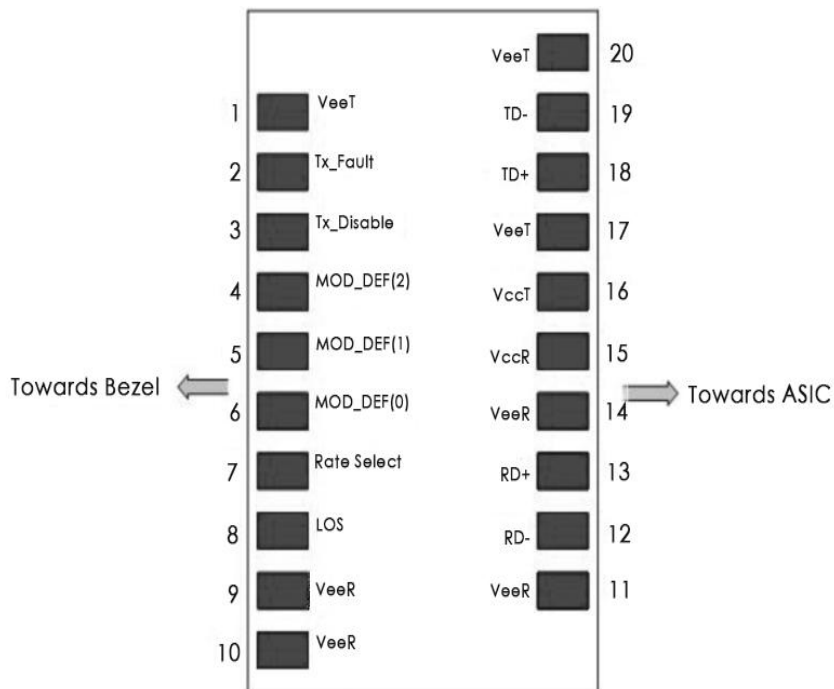 VeeT 20
1 VeeT TD- 19
2 Tx_Fault TD+ 18
3 Tx_Disable VeeT 17
4 MOD_DEF(2) VccT 16
5 MOD_DEF(1) VccR 15
Towards Bezel
6 MOD_DEF(0) VeeR 14
Towards ASIC
7 Rate Select RD+ 13
8 LOS RD- 12
9 VeeR VeeR 11
10 VeeR